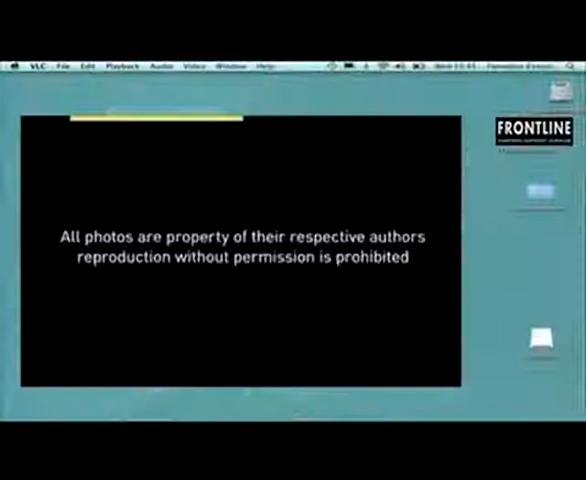 VLC File Edit Playback Audio Video Window Help
FRONTLINE
All photos are property of their respective authors
reproduction without permission is prohibited